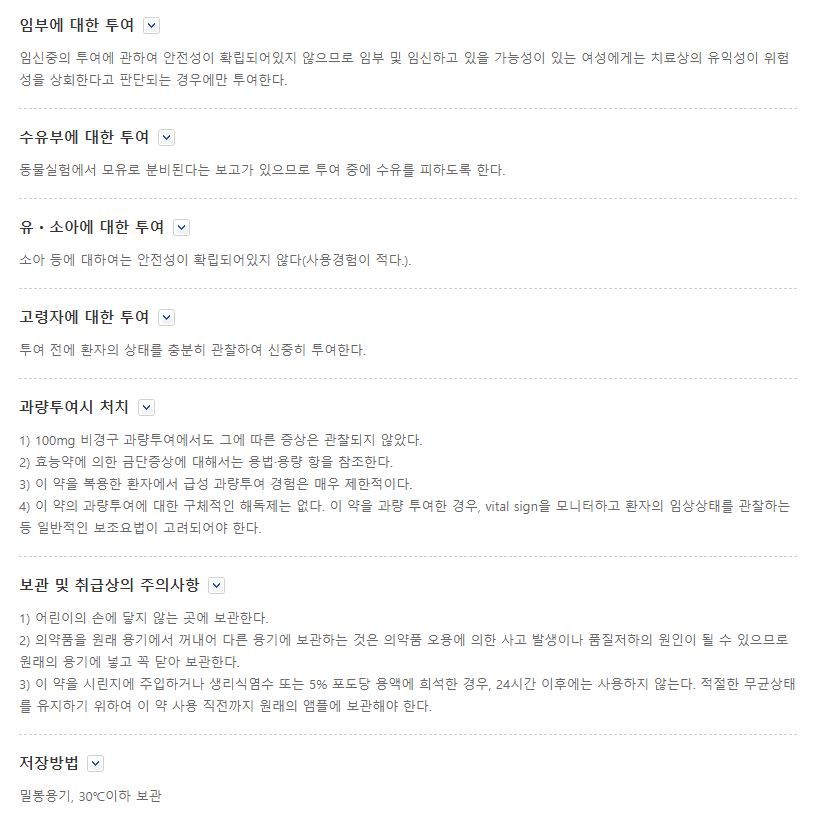 임부에 대한 투여
임신중의 투여에 관하여 안전성이 확립되어있지 않으므로 임부 및 임신하고 있을 가능성이 있는 여성에게는 치료상의 유익성이 위험
성을 상회한다고 판단되는 경우에만 투여한다.
수유부에 대한 투여
동물실험에서 모유로 분비된다는 보고가 있으므로 투여 중에 수유를 피하도록 한다.
유・소아에 대한 투여
소아 등에 대하여는 안전성이 확립되어있지 않다(사용경험이 적다.).
고령자에 대한 투여
투여 전에 환자의 상태를 충분히 관찰하여 신중히 투여한다.
과량투여시 처치
1) 100mg 비경구 과량투여에서도 그에 따른 증상은 관찰되지 않았다.
2) 효능약에 의한 금단증상에 대해서는 용법·용량 항을 참조한다.
3) 이 약을 복용한 환자에서 급성 과량투여 경험은 매우 제한적이다.
4) 이 약의 과량투여에 대한 구체적인 해독제는 없다. 이 약을 과량 투여한 경우, vital sign을 모니터하고 환자의 임상상태를 관찰하는
등 일반적인 보조요법이 고려되어야 한다.
보관 및 취급상의 주의사항
1) 어린이의 손에 닿지 않는 곳에 보관한다.
2) 의약품을 원래 용기에서 꺼내어 다른 용기에 보관하는 것은 의약품 오용에 의한 사고 발생이나 품질저하의 원인이 될 수 있으므로
원래의 용기에 넣고 꼭 닫아 보관한다.
3) 이 약을 시린지에 주입하거나 생리식염수 또는 5% 포도당 용액에 희석한 경우, 24시간 이후에는 사용하지 않는다. 적절한 무균상태
를 유지하기 위하여 이 약 사용 직전까지 원래의 앰플에 보관해야 한다.
저장방법
밀봉용기, 30℃이하 보관